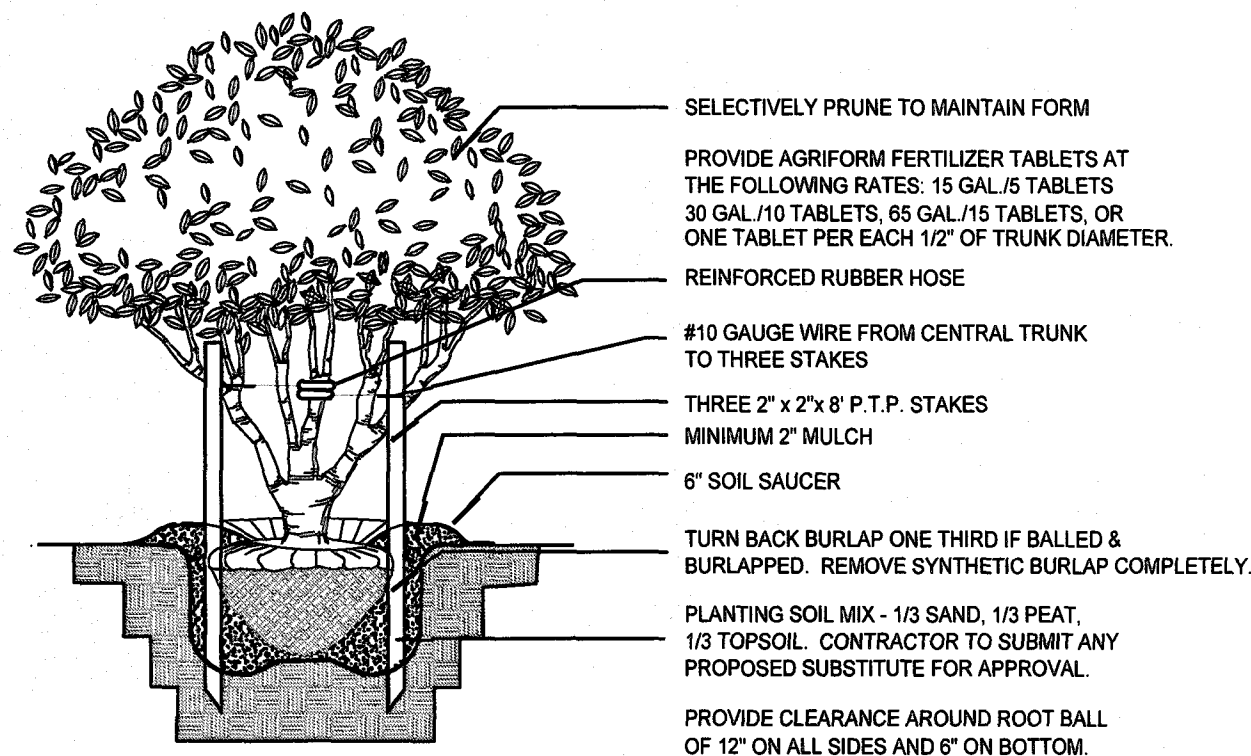 SELECTIVELY PRUNE TO MAINTAIN FORM
PROVIDE AGRIFORM FERTILIZER TABLETS AT
THE FOLLOWING RATES: 15 GAL./5 TABLETS
30 GAL./10 TABLETS, 65 GAL./15 TABLETS, OR
ONE TABLET PER EACH 1/2" OF TRUNK DIAMETER.
REINFORCED RUBBER HOSE
#10 GAUGE WIRE FROM CENTRAL TRUNK
TO THREE STAKES
THREE 2" x 2"x 8' P.T.P. STAKES
MINIMUM 2" MULCH
6" SOIL SAUCER
TURN BACK BURLAP ONE THIRD IF BALLED &
BURLAPPED. REMOVE SYNTHETIC BURLAP COMPLETELY.
PLANTING SOIL MIX - 1/3 SAND, 1/3 PEAT,
1/3 TOPSOIL. CONTRACTOR TO SUBMIT ANY
PROPOSED SUBSTITUTE FOR APPROVAL.
PROVIDE CLEARANCE AROUND ROOT BALL
OF 12" ON ALL SIDES AND 6" ON BOTTOM.